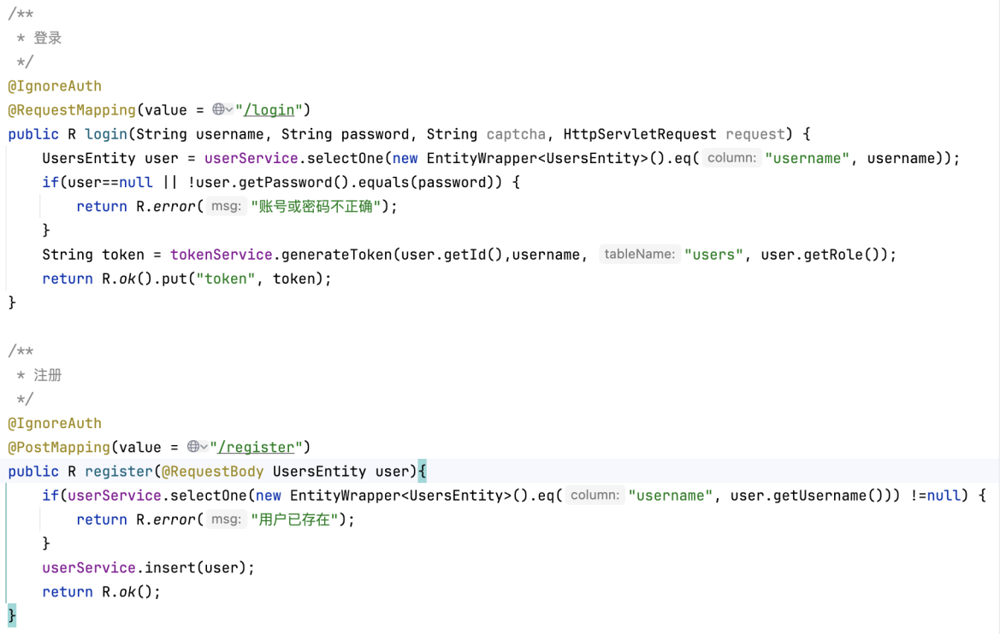 /**
 * 登录
 */
@IgnoreAuth
@RequestMapping(value = "/login")
public R login(String username, String password, String captcha, HttpServletRequest request) {
    UsersEntity user = userService.selectOne(new EntityWrapper<UsersEntity>().eq( column: "username", username));
    if(user==null || !user.getPassword().equals(password)) {
        return R.error( msg: "账号或密码不正确");
    }
    String token = tokenService.generateToken(user.getId(),username, tableName: "users", user.getRole());
    return R.ok().put("token", token);
}
/**
 * 注册
 */
@IgnoreAuth
@PostMapping(value = "/register")
public R register(@RequestBody UsersEntity user){
    if(userService.selectOne(new EntityWrapper<UsersEntity>().eq( column: "username", user.getUsername())) !=null) {
        return R.error( msg: "用户已存在");
    }
    userService.insert(user);
    return R.ok();
}